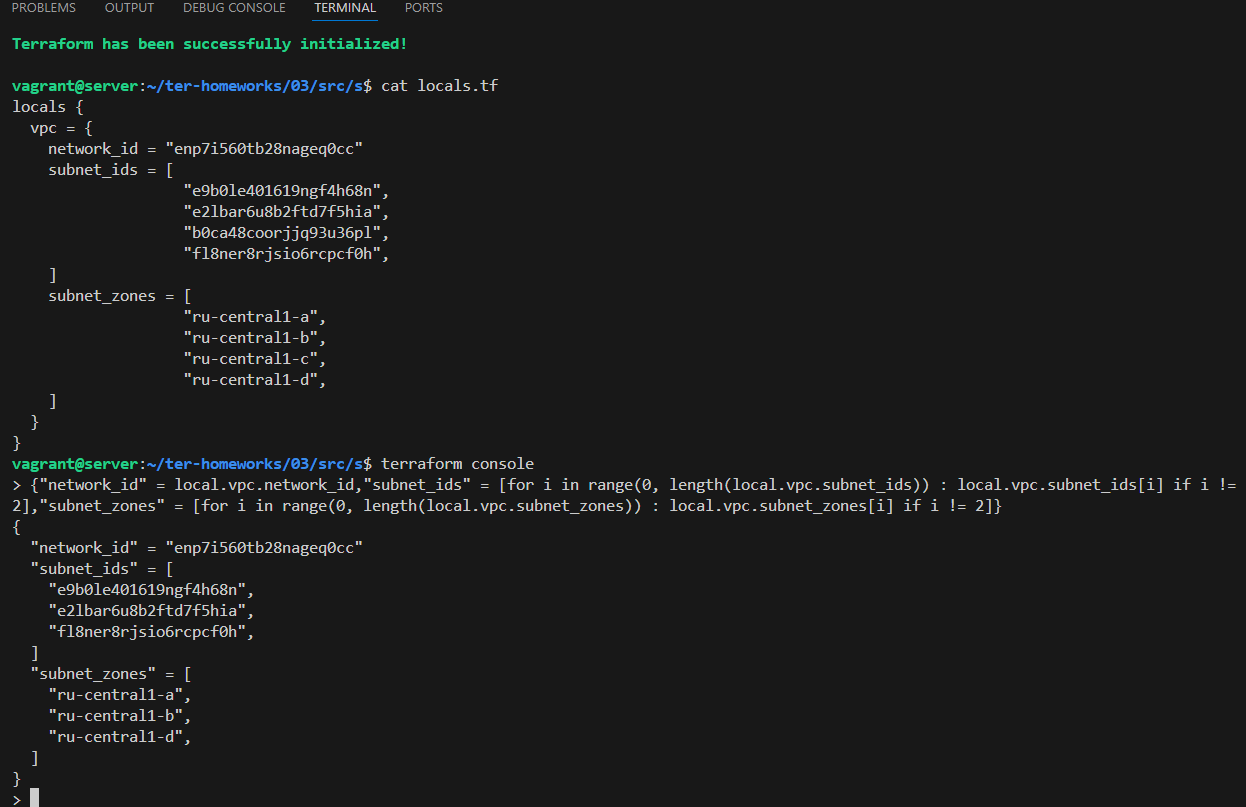 PROBLEMS OUTPUT DEBUG CONSOLE TERMINAL PORTS
Terraform has been successfully initialized!
vagrant@server:~/ter-homeworks/03/src/s$ cat locals.tf
locals {
  vpc = {
    network_id = "enp7i560tb28nageq0cc"
    subnet_ids = [
                   "e9b0le401619ngf4h68n",
                   "e2lbar6u8b2ftd7f5hia",
                   "b0ca48coorjjq93u36pl",
                   "fl8ner8rjsio6rcpcf0h",
    ]
    subnet_zones = [
                   "ru-central1-a",
                   "ru-central1-b",
                   "ru-central1-c",
                   "ru-central1-d",
    ]
  }
}
vagrant@server:~/ter-homeworks/03/src/s$ terraform console
> {"network_id" = local.vpc.network_id,"subnet_ids" = [for i in range(0, length(local.vpc.subnet_ids)) : local.vpc.subnet_ids[i] if i !=
2],"subnet_zones" = [for i in range(0, length(local.vpc.subnet_zones)) : local.vpc.subnet_zones[i] if i != 2]}
{
  "network_id" = "enp7i560tb28nageq0cc"
  "subnet_ids" = [
    "e9b0le401619ngf4h68n",
    "e2lbar6u8b2ftd7f5hia",
    "fl8ner8rjsio6rcpcf0h",
  ]
  "subnet_zones" = [
    "ru-central1-a",
    "ru-central1-b",
    "ru-central1-d",
  ]
}
>